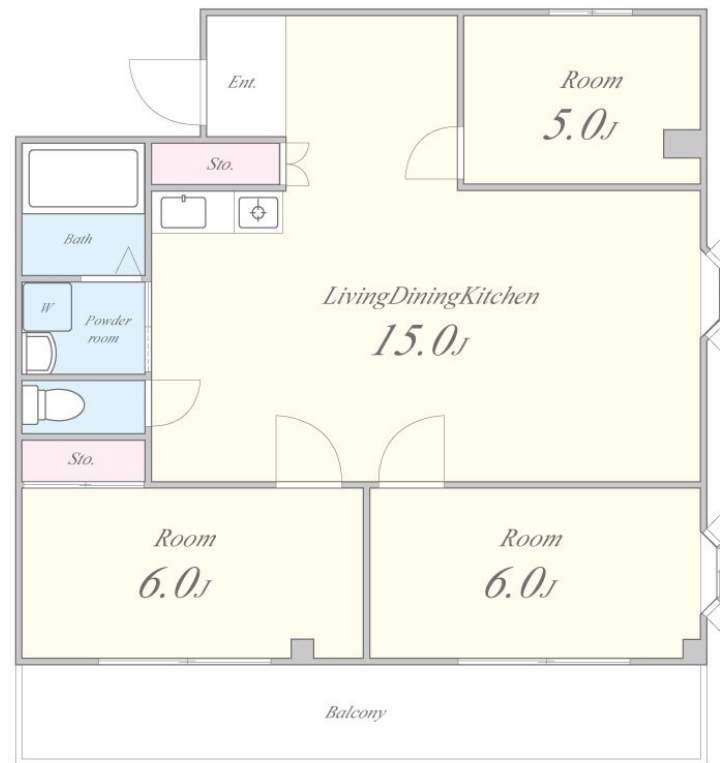 Ent.
Room
5.0J
Sto.
Bath
LivingDiningKitchen
15.0J
W
Powder
room
Sto.
Room
6.0J
Room
6.0J
Balcony